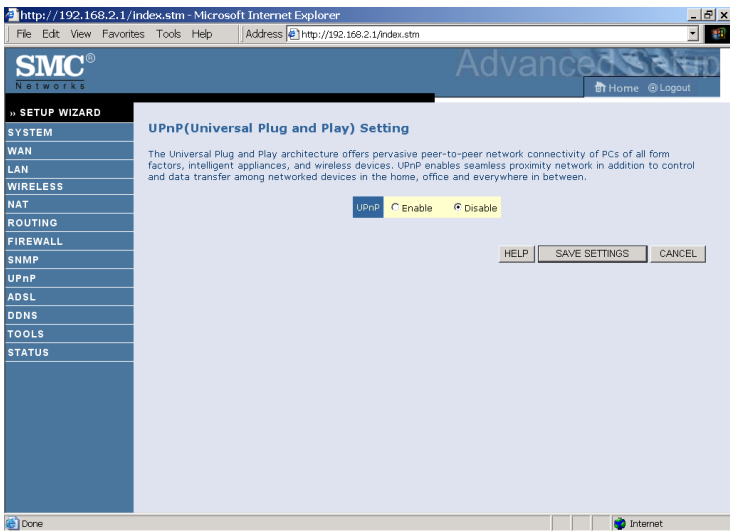 http://192.168.2.1/index.stm - Microsoft Internet Explorer
File Edit View Favorites Tools Help Address http://192.168.2.1/index.stm
SMC®
Networks
Advanced Setup
Home Logout
» SETUP WIZARD
SYSTEM
WAN
LAN
WIRELESS
NAT
ROUTING
FIREWALL
SNMP
UPnP
ADSL
DDNS
TOOLS
STATUS
UPnP(Universal Plug and Play) Setting
The Universal Plug and Play architecture offers pervasive peer-to-peer network connectivity of PCs of all form
factors, intelligent appliances, and wireless devices. UPnP enables seamless proximity network in addition to control
and data transfer among networked devices in the home, office and everywhere in between.
UPnP Enable Disable
HELP SAVE SETTINGS CANCEL
Done Internet